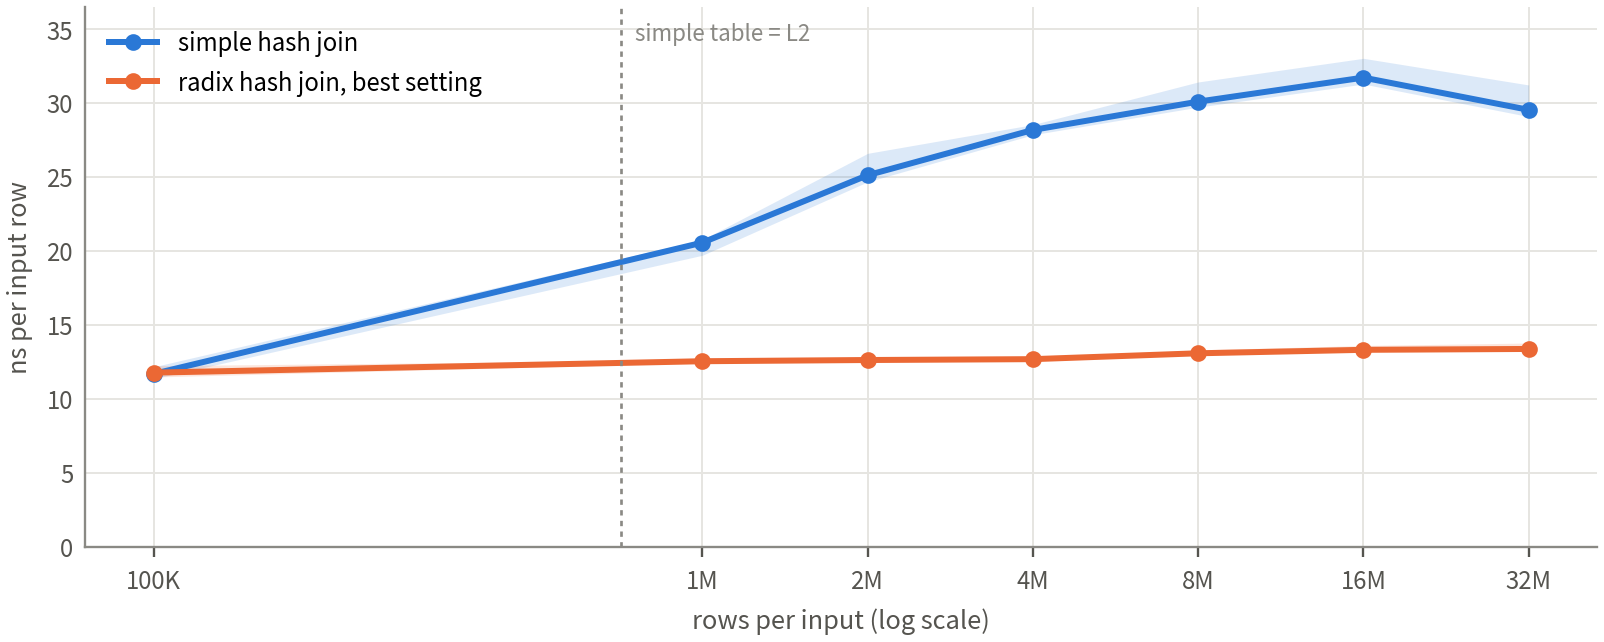 simple hash join
radix hash join, best setting
simple table = L2
ns per input row
35
30
25
20
15
10
5
0
100K 1M 2M 4M 8M 16M 32M
rows per input (log scale)